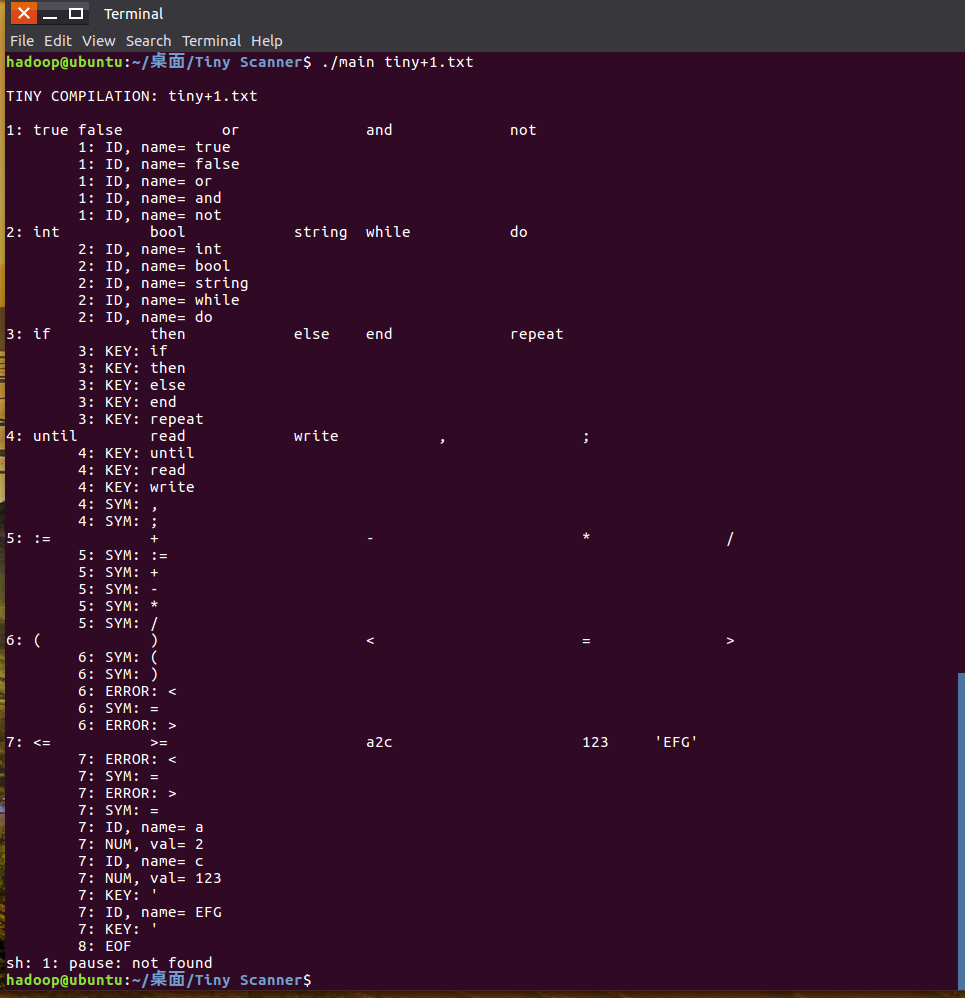 Terminal
File Edit View Search Terminal Help
hadoop@ubuntu:~/桌面/Tiny Scanner$ ./main tiny+1.txt
TINY COMPILATION: tiny+1.txt
1: true false or and not
1: ID, name= true
1: ID, name= false
1: ID, name= or
1: ID, name= and
1: ID, name= not
2: int bool string while do
2: ID, name= int
2: ID, name= bool
2: ID, name= string
2: ID, name= while
2: ID, name= do
3: if then else end repeat
3: KEY: if
3: KEY: then
3: KEY: else
3: KEY: end
3: KEY: repeat
4: until read write , ;
4: KEY: until
4: KEY: read
4: KEY: write
4: SYM: ,
4: SYM: ;
5: := + - * /
5: SYM: :=
5: SYM: +
5: SYM: -
5: SYM: *
5: SYM: /
6: ( ) < = >
6: SYM: (
6: SYM: )
6: ERROR: <
6: SYM: =
6: ERROR: >
7: <= >= a2c 123 'EFG'
7: ERROR: <
7: SYM: =
7: ERROR: >
7: SYM: =
7: ID, name= a
7: NUM, val= 2
7: ID, name= c
7: NUM, val= 123
7: KEY: '
7: ID, name= EFG
7: KEY: '
8: EOF
sh: 1: pause: not found
hadoop@ubuntu:~/桌面/Tiny Scanner$